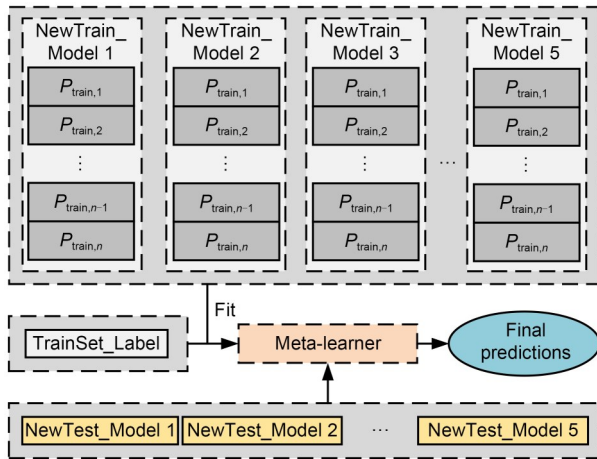 NewTrain_
Model 1
P_train,1
P_train,2
⋮
P_train,n−1
P_train,n
NewTrain_
Model 2
P_train,1
P_train,2
⋮
P_train,n−1
P_train,n
NewTrain_
Model 3
P_train,1
P_train,2
⋮
P_train,n−1
P_train,n
...
NewTrain_
Model 5
P_train,1
P_train,2
⋮
P_train,n−1
P_train,n
Fit
TrainSet_Label
Meta-learner
Final
predictions
NewTest_Model 1
NewTest_Model 2
...
NewTest_Model 5